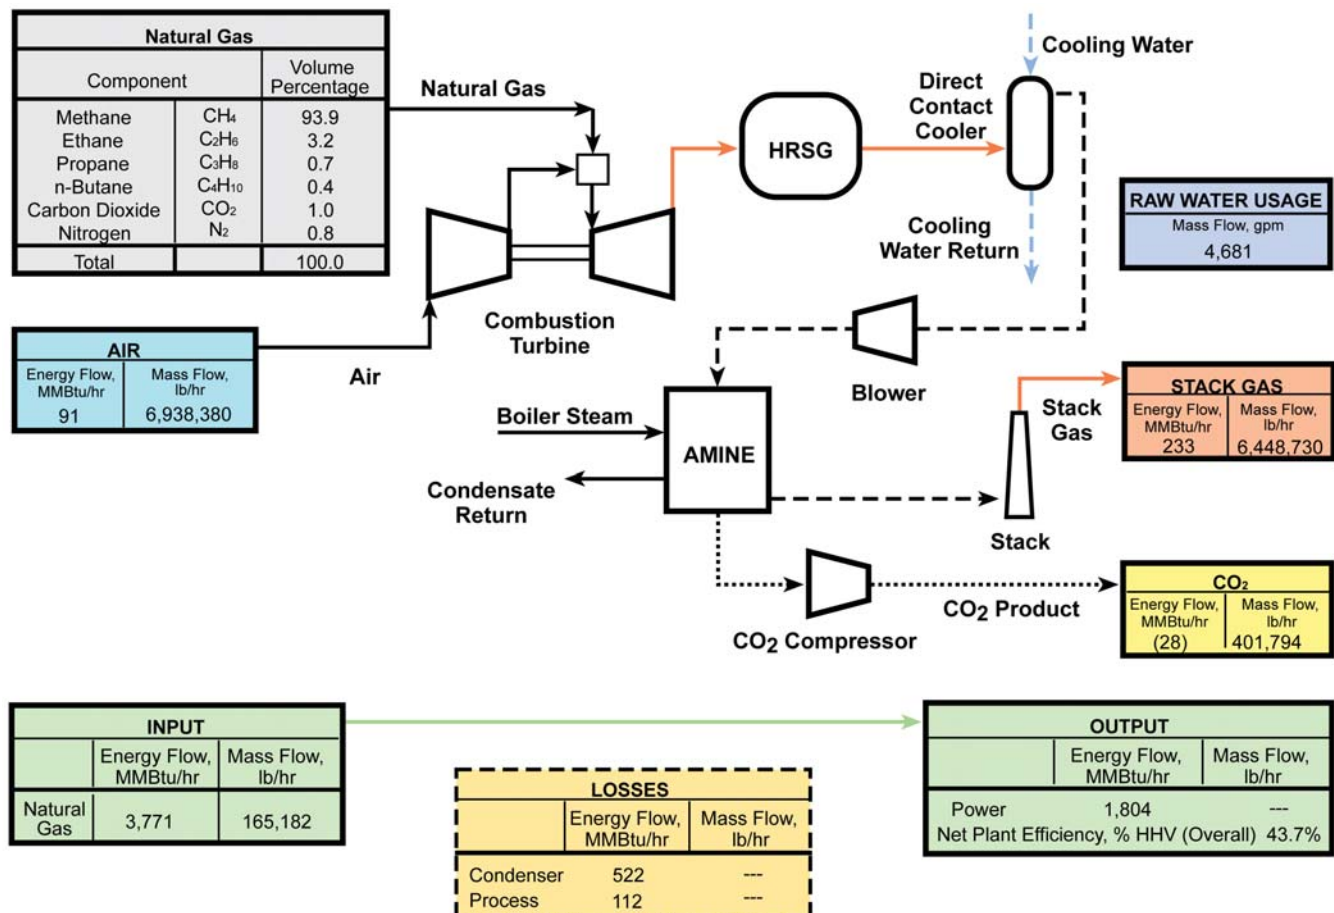 Natural Gas
Component
Volume
Percentage
Methane CH4 93.9
Ethane C2H6 3.2
Propane C3H8 0.7
n-Butane C4H10 0.4
Carbon Dioxide CO2 1.0
Nitrogen N2 0.8
Total 100.0
Natural Gas
HRSG
Direct
Contact
Cooler
Cooling Water
Cooling
Water Return
RAW WATER USAGE
Mass Flow, gpm
4,681
AIR
Energy Flow,
MMBtu/hr
Mass Flow,
lb/hr
91 6,938,380
Air
Combustion
Turbine
Blower
Boiler Steam
AMINE
Condensate
Return
Stack
Gas
Stack
STACK GAS
Energy Flow,
MMBtu/hr
Mass Flow,
lb/hr
233 6,448,730
CO2 Compressor
CO2 Product
CO2
Energy Flow,
MMBtu/hr
Mass Flow,
lb/hr
(28) 401,794
INPUT
Energy Flow,
MMBtu/hr
Mass Flow,
lb/hr
Natural
Gas
3,771 165,182
LOSSES
Energy Flow,
MMBtu/hr
Mass Flow,
lb/hr
Condenser 522 ---
Process 112 ---
OUTPUT
Energy Flow,
MMBtu/hr
Mass Flow,
lb/hr
Power 1,804 ---
Net Plant Efficiency, % HHV (Overall) 43.7%